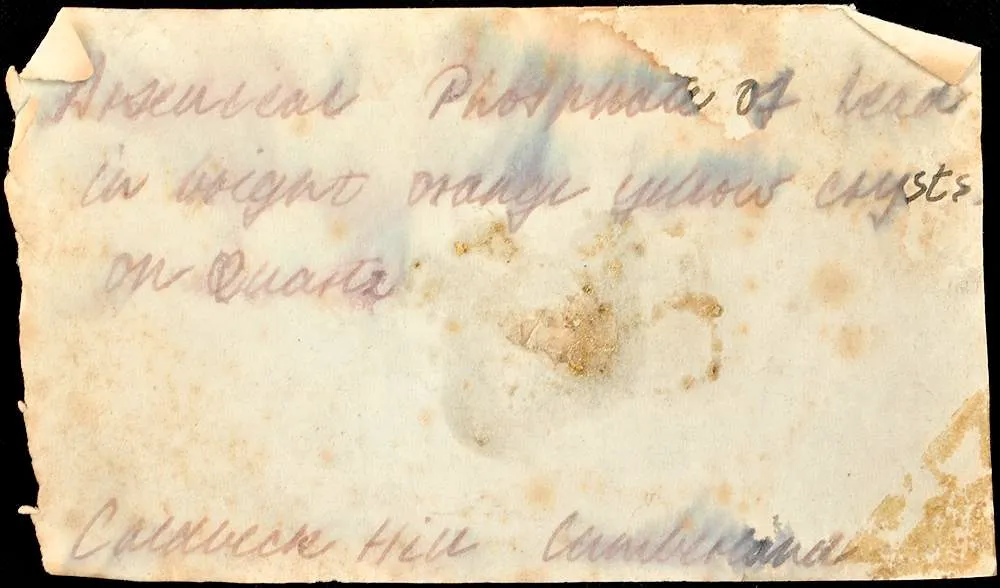 Arsenical Phosphate of lead
in bright orange yellow crysts.
on Quartz
Caldbeck Hill Cumberland